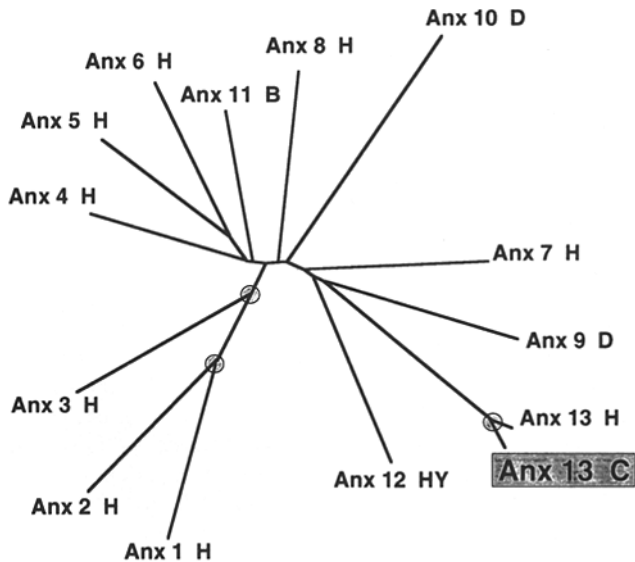 Anx 10 D
Anx 8 H
Anx 6 H
Anx 11 B
Anx 5 H
Anx 4 H
Anx 7 H
Anx 9 D
Anx 3 H
Anx 13 H
Anx 13 C
Anx 12 HY
Anx 2 H
Anx 1 H